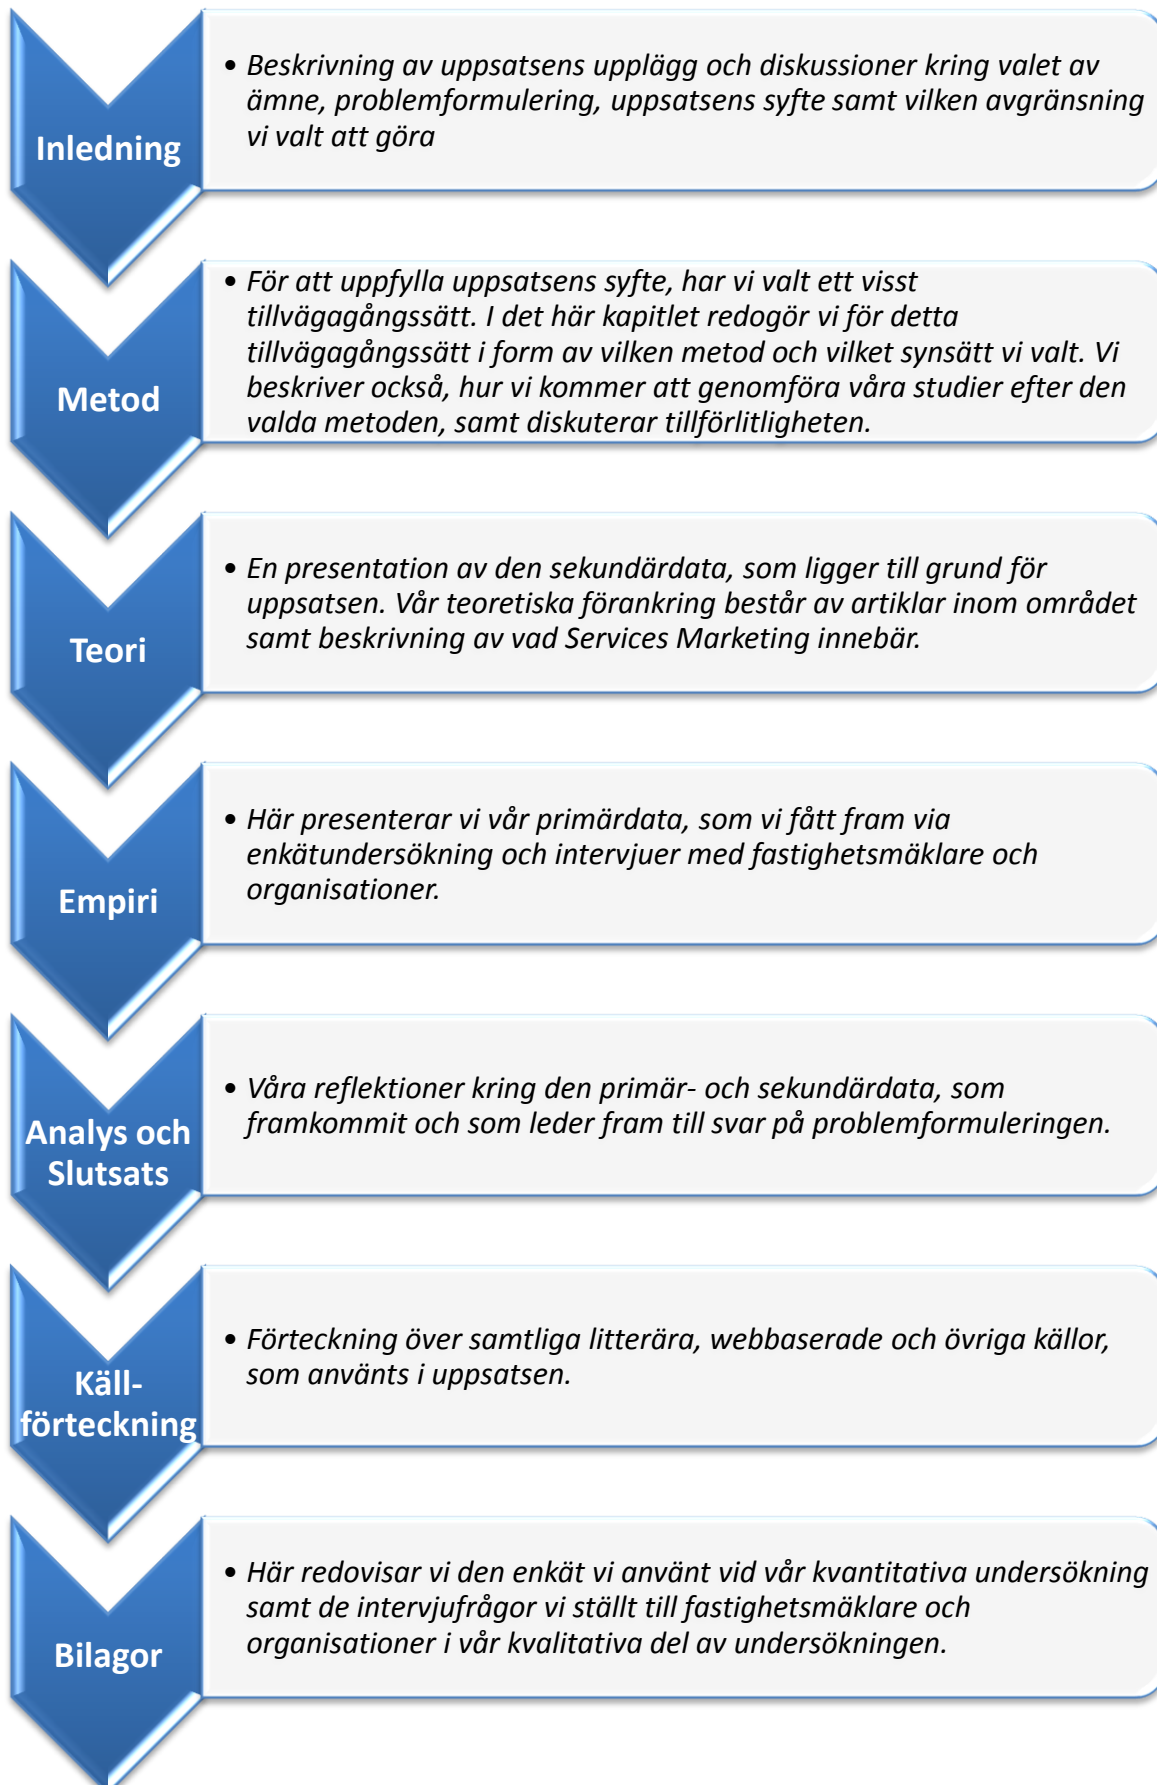 Inledning
• Beskrivning av uppsatsens upplägg och diskussioner kring valet av
ämne, problemformulering, uppsatsens syfte samt vilken avgränsning
vi valt att göra
Metod
• För att uppfylla uppsatsens syfte, har vi valt ett visst
tillvägagångssätt. I det här kapitlet redogör vi för detta
tillvägagångssätt i form av vilken metod och vilket synsätt vi valt. Vi
beskriver också, hur vi kommer att genomföra våra studier efter den
valda metoden, samt diskuterar tillförlitligheten.
Teori
• En presentation av den sekundärdata, som ligger till grund för
uppsatsen. Vår teoretiska förankring består av artiklar inom området
samt beskrivning av vad Services Marketing innebär.
Empiri
• Här presenterar vi vår primärdata, som vi fått fram via
enkätundersökning och intervjuer med fastighetsmäklare och
organisationer.
Analys och
Slutsats
• Våra reflektioner kring den primär- och sekundärdata, som
framkommit och som leder fram till svar på problemformuleringen.
Käll-
förteckning
• Förteckning över samtliga litterära, webbaserade och övriga källor,
som använts i uppsatsen.
Bilagor
• Här redovisar vi den enkät vi använt vid vår kvantitativa undersökning
samt de intervjufrågor vi ställt till fastighetsmäklare och
organisationer i vår kvalitativa del av undersökningen.